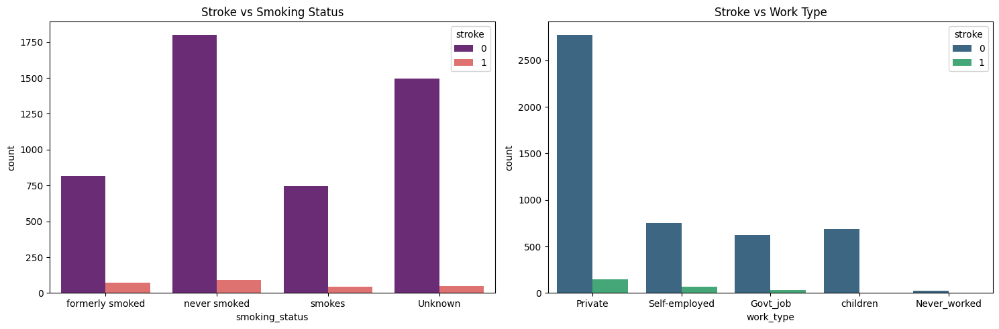 Stroke vs Smoking Status
stroke
0
1
1750
1500
1250
1000
750
500
250
0
count
formerly smoked
never smoked
smokes
Unknown
smoking_status
Stroke vs Work Type
stroke
0
1
2500
2000
1500
1000
500
0
count
Private
Self-employed
Govt_job
children
Never_worked
work_type